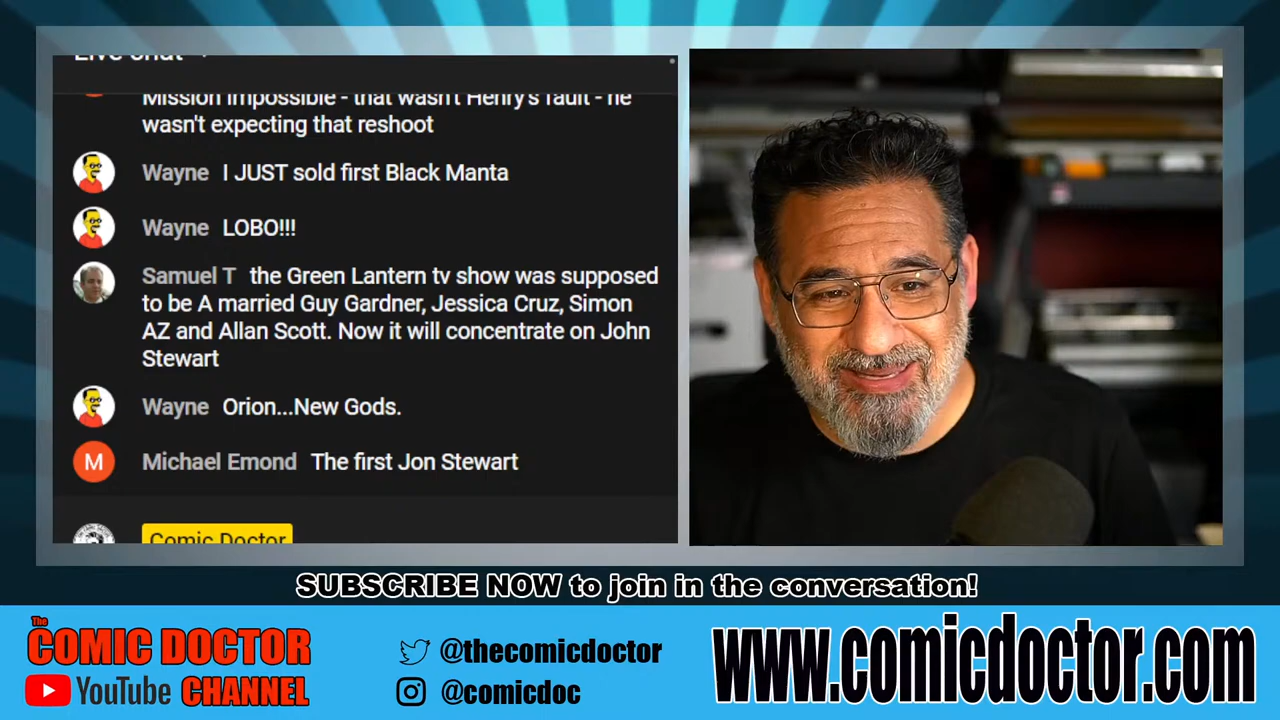 Live chat
Mission Impossible - that wasn't Henry's fault - he
wasn't expecting that reshoot
Wayne I JUST sold first Black Manta
Wayne LOBO!!!
Samuel T the Green Lantern tv show was supposed
to be A married Guy Gardner, Jessica Cruz, Simon
AZ and Allan Scott. Now it will concentrate on John
Stewart
Wayne Orion...New Gods.
M Michael Emond The first Jon Stewart
Comic Doctor
SUBSCRIBE NOW to join in the conversation!
The
COMIC DOCTOR
YouTube CHANNEL
@thecomicdoctor
@comicdoc
www.comicdoctor.com